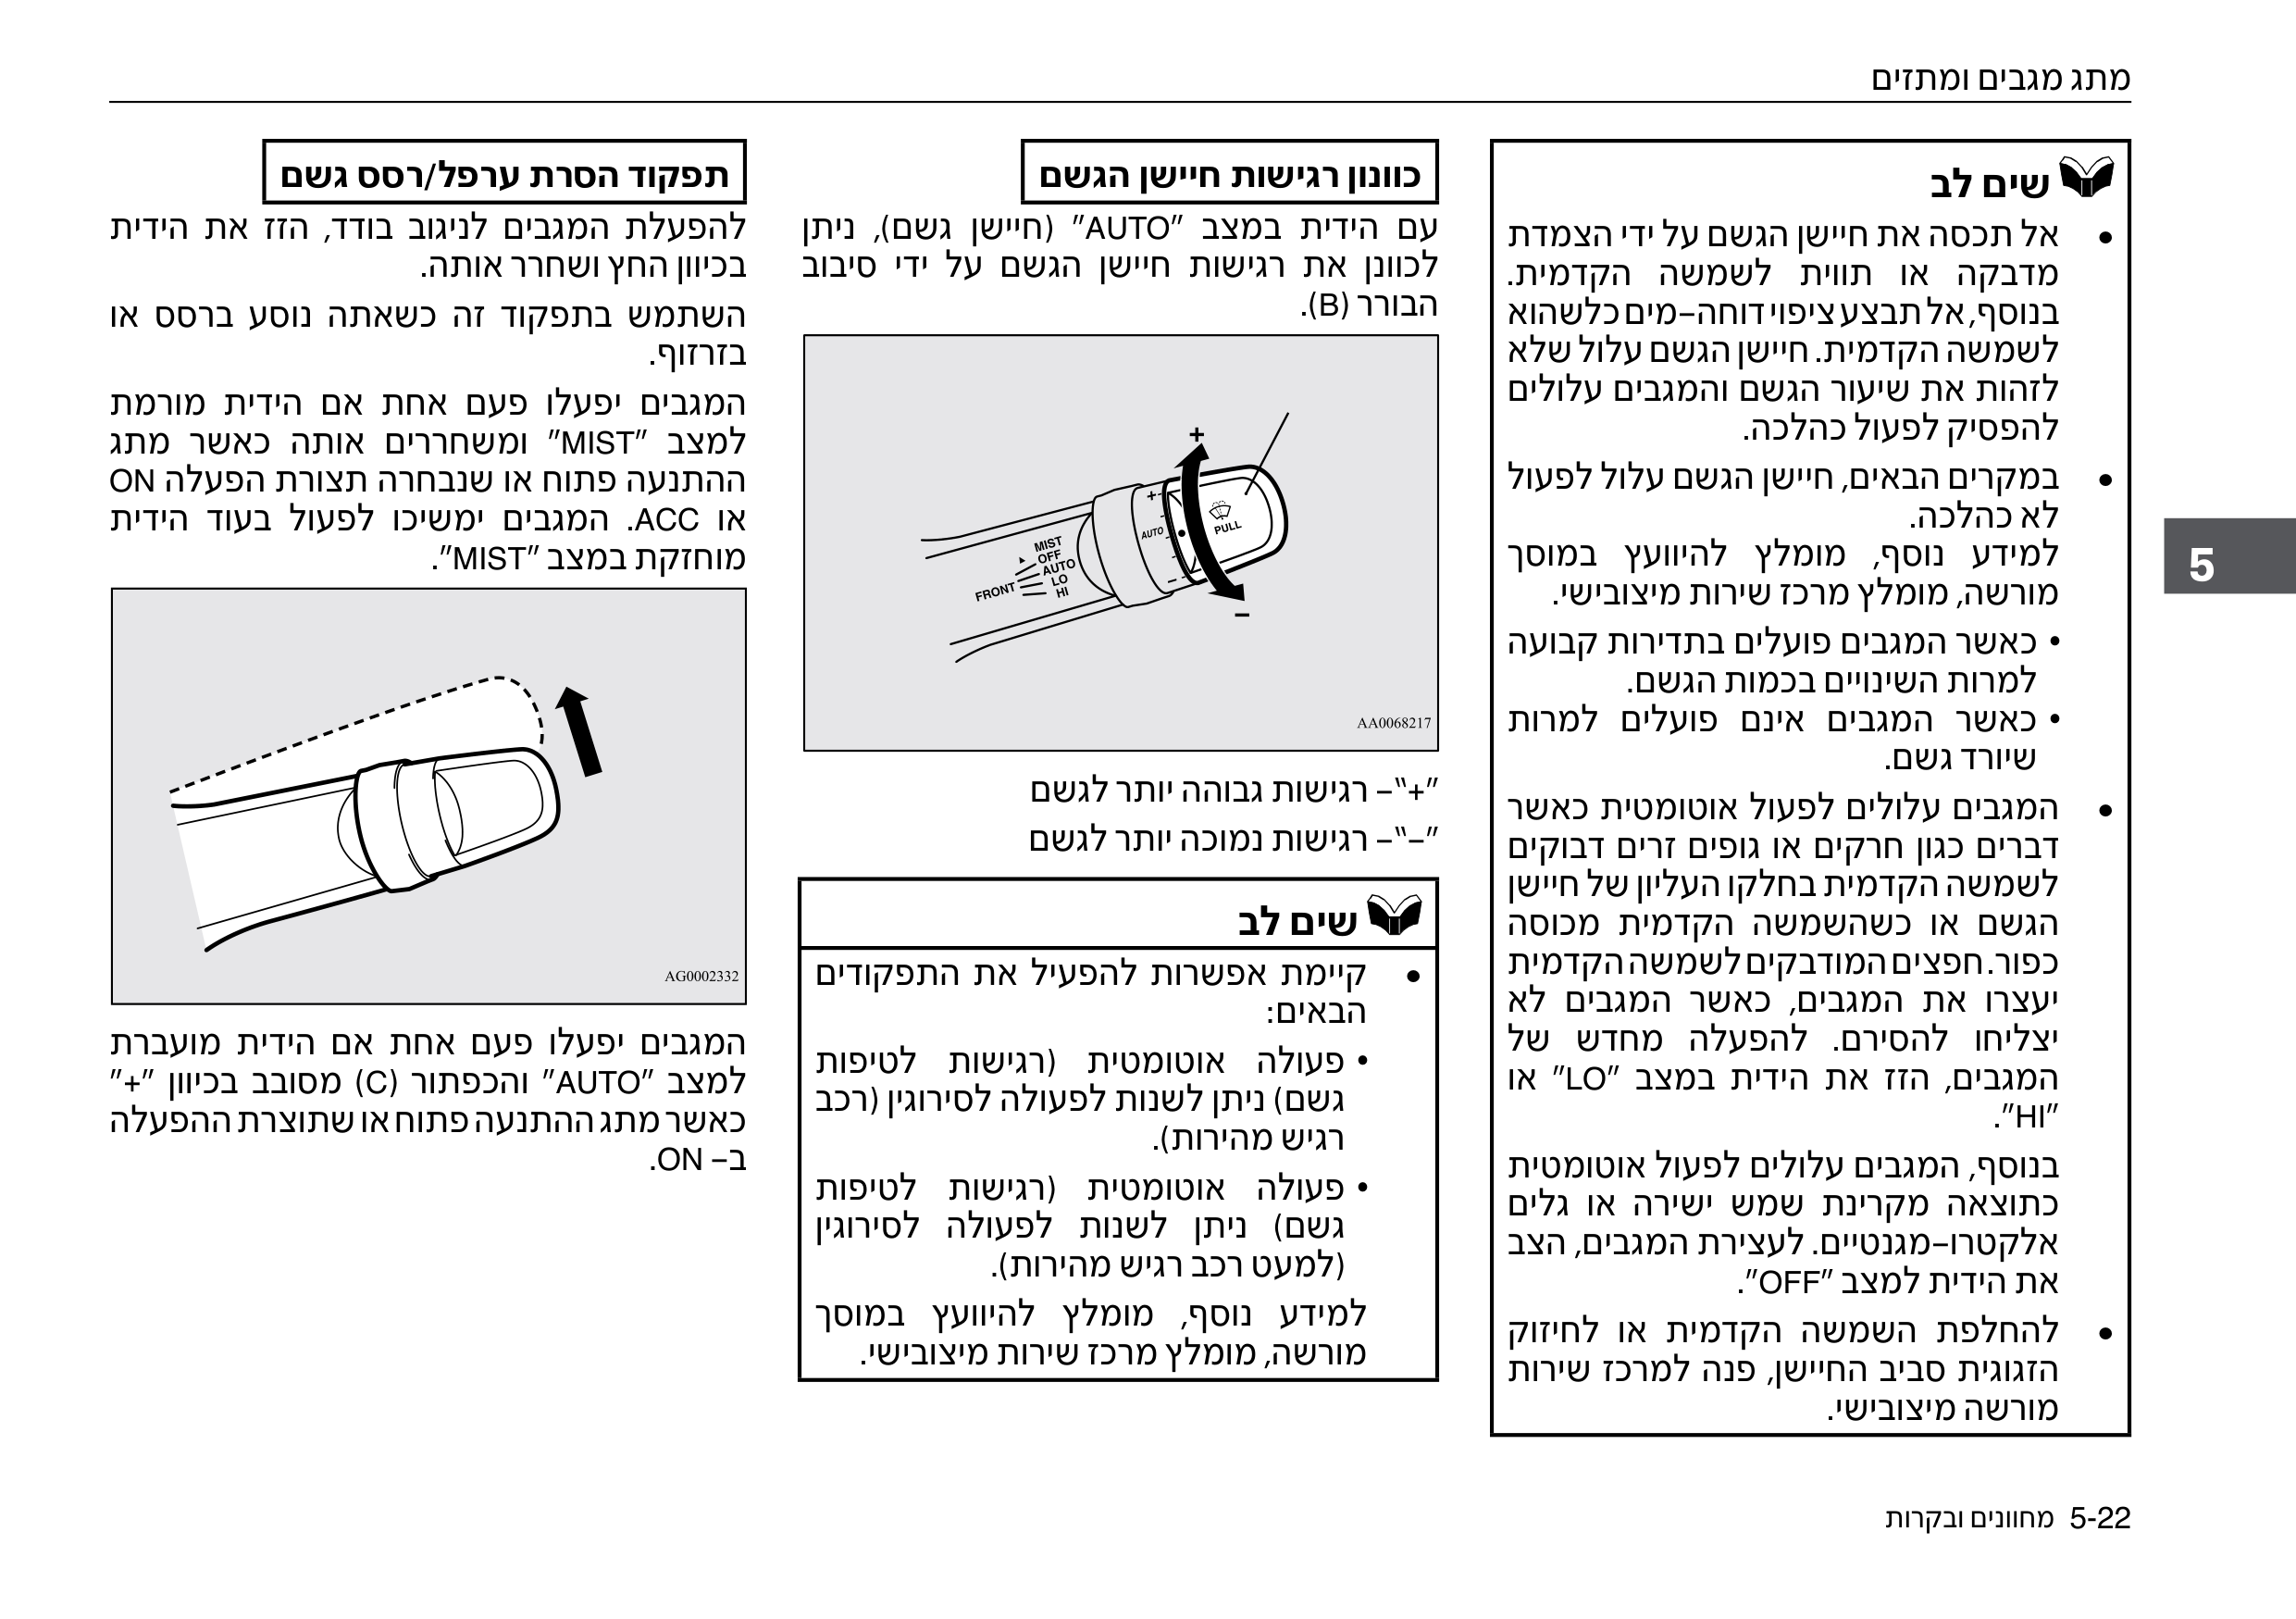 מתג מגבים ומתזים
שים לב
• אל תכסה את חיישן הגשם על ידי הצמדת
מדבקה או תווית לשמשה הקדמית.
בנוסף, אל תבצע ציפוי דוחה–מים כלשהוא
לשמשה הקדמית. חיישן הגשם עלול שלא
לזהות את שיעור הגשם והמגבים עלולים
להפסיק לפעול כהלכה.
• במקרים הבאים, חיישן הגשם עלול לפעול
לא כהלכה.
למידע נוסף, מומלץ להיוועץ במוסך
מורשה, מומלץ מרכז שירות מיצובישי.
• כאשר המגבים פועלים בתדירות קבועה
למרות השינויים בכמות הגשם.
• כאשר המגבים אינם פועלים למרות
שיורד גשם.
• המגבים עלולים לפעול אוטומטית כאשר
דברים כגון חרקים או גופים זרים דבוקים
לשמשה הקדמית בחלקו העליון של חיישן
הגשם או כשהשמשה הקדמית מכוסה
כפור. חפצים המודבקים לשמשה הקדמית
יעצרו את המגבים, כאשר המגבים לא
יצליחו להסירם. להפעלה מחדש של
המגבים, הזז את הידית במצב "LO" או
"HI".
בנוסף, המגבים עלולים לפעול אוטומטית
כתוצאה מקרינת שמש ישירה או גלים
אלקטרו–מגנטיים. לעצירת המגבים, הצב
את הידית למצב "OFF".
• להחלפת השמשה הקדמית או לחיזוק
הזגוגית סביב החיישן, פנה למרכז שירות
מורשה מיצובישי.
כוונון רגישות חיישן הגשם
עם הידית במצב "AUTO" (חיישן גשם), ניתן
לכוונן את רגישות חיישן הגשם על ידי סיבוב
הבורר (B).
+
+
AUTO
PULL
MIST
OFF
AUTO
LO
HI
FRONT
–
–
AA0068217
"+"– רגישות גבוהה יותר לגשם
"–"– רגישות נמוכה יותר לגשם
שים לב
• קיימת אפשרות להפעיל את התפקודים
הבאים:
• פעולה אוטומטית (רגישות לטיפות
גשם) ניתן לשנות לפעולה לסירוגין (רכב
רגיש מהירות).
• פעולה אוטומטית (רגישות לטיפות
גשם) ניתן לשנות לפעולה לסירוגין
(למעט רכב רגיש מהירות).
למידע נוסף, מומלץ להיוועץ במוסך
מורשה, מומלץ מרכז שירות מיצובישי.
תפקוד הסרת ערפל/רסס גשם
להפעלת המגבים לניגוב בודד, הזז את הידית
בכיוון החץ ושחרר אותה.
השתמש בתפקוד זה כשאתה נוסע ברסס או
בזרזוף.
המגבים יפעלו פעם אחת אם הידית מורמת
למצב "MIST" ומשחררים אותה כאשר מתג
ההתנעה פתוח או שנבחרה תצורת הפעלה ON
או ACC. המגבים ימשיכו לפעול בעוד הידית
מוחזקת במצב "MIST".
AG0002332
המגבים יפעלו פעם אחת אם הידית מועברת
למצב "AUTO" והכפתור (C) מסובב בכיוון "+"
כאשר מתג ההתנעה פתוח או שתוצרת ההפעלה
ב– ON.
5
5-22 מחוונים ובקרות